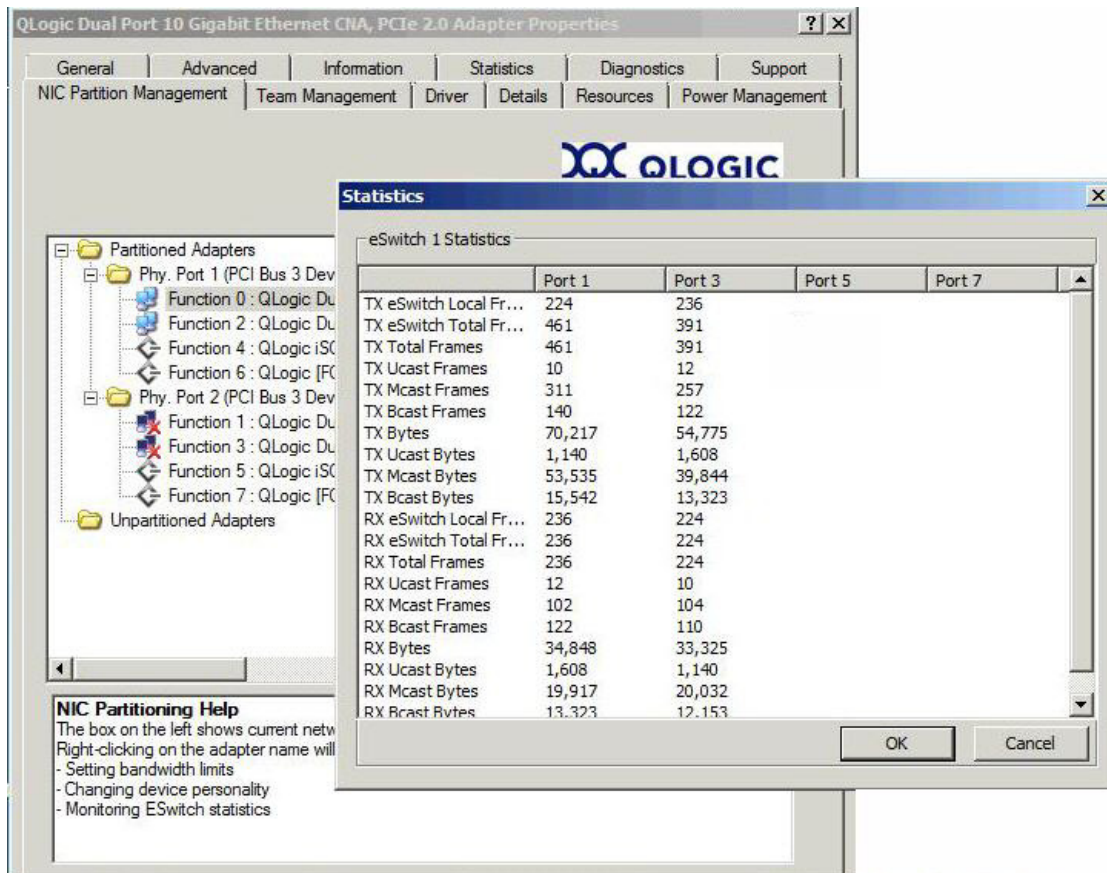 QLogic Dual Port 10 Gigabit Ethernet CNA, PCIe 2.0 Adapter Properties
General Advanced Information Statistics Diagnostics Support
NIC Partition Management Team Management Driver Details Resources Power Management
QLOGIC
Partitioned Adapters
Phy. Port 1 (PCI Bus 3 Dev
Function 0 : QLogic Du
Function 2 : QLogic Du
Function 4 : QLogic iSC
Function 6 : QLogic [FC
Phy. Port 2 (PCI Bus 3 Dev
Function 1 : QLogic Du
Function 3 : QLogic Du
Function 5 : QLogic iSC
Function 7 : QLogic [FC
Unpartitioned Adapters
NIC Partitioning Help
The box on the left shows current netw
Right-clicking on the adapter name will
- Setting bandwidth limits
- Changing device personality
- Monitoring ESwitch statistics
Statistics
eSwitch 1 Statistics
Port 1 Port 3 Port 5 Port 7
TX eSwitch Local Fr... 224 236
TX eSwitch Total Fr... 461 391
TX Total Frames 461 391
TX Ucast Frames 10 12
TX Mcast Frames 311 257
TX Bcast Frames 140 122
TX Bytes 70,217 54,775
TX Ucast Bytes 1,140 1,608
TX Mcast Bytes 53,535 39,844
TX Bcast Bytes 15,542 13,323
RX eSwitch Local Fr... 236 224
RX eSwitch Total Fr... 236 224
RX Total Frames 236 224
RX Ucast Frames 12 10
RX Mcast Frames 102 104
RX Bcast Frames 122 110
RX Bytes 34,848 33,325
RX Ucast Bytes 1,608 1,140
RX Mcast Bytes 19,917 20,032
RX Bcast Bytes 13,323 12,153
OK Cancel